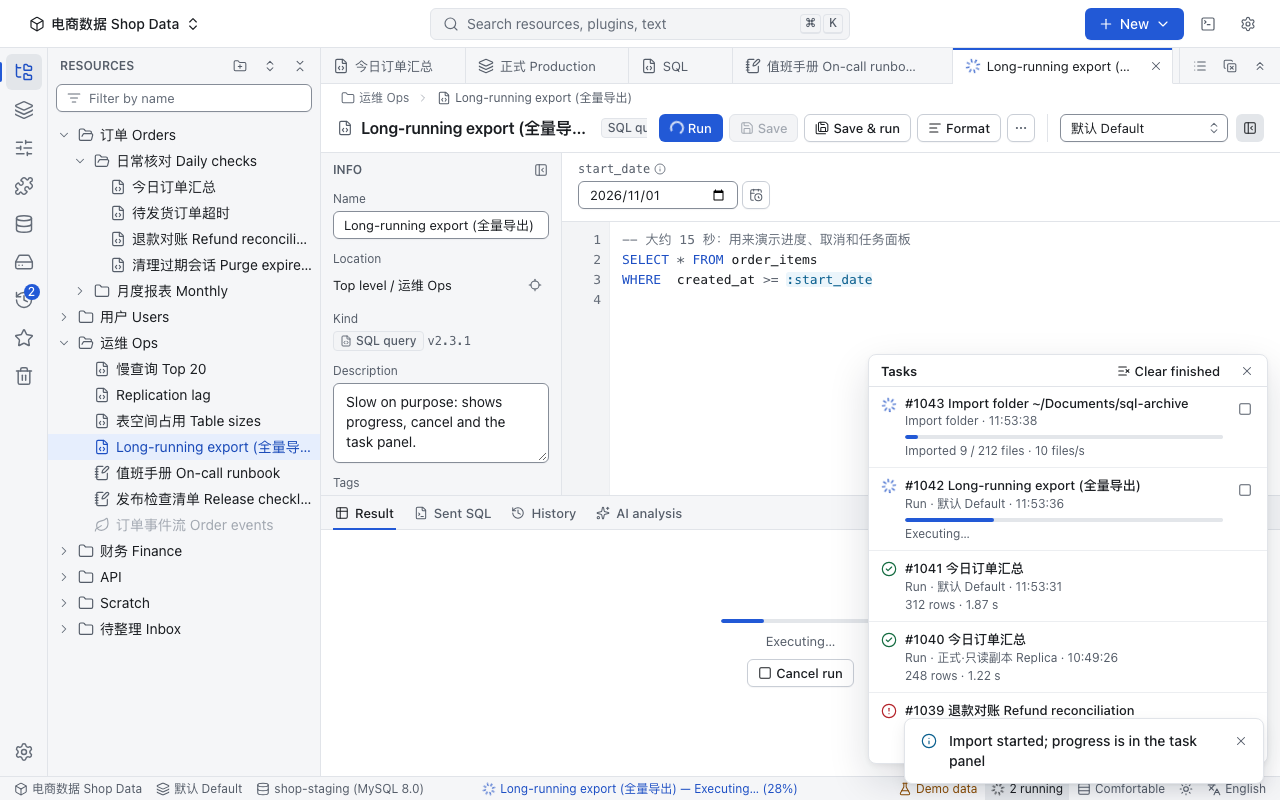 电商数据 Shop Data
Search resources, plugins, text
⌘ K
New
RESOURCES
Filter by name
订单 Orders
日常核对 Daily checks
今日订单汇总
待发货订单超时
退款对账 Refund reconcili...
清理过期会话 Purge expire...
月度报表 Monthly
用户 Users
运维 Ops
慢查询 Top 20
Replication lag
表空间占用 Table sizes
Long-running export (全量导...
值班手册 On-call runbook
发布检查清单 Release checkl...
订单事件流 Order events
财务 Finance
API
Scratch
待整理 Inbox
2
今日订单汇总
正式 Production
SQL
值班手册 On-call runbo...
Long-running export (...
运维 Ops
Long-running export (全量导出)
Long-running export (全量导...
SQL qu
Run
Save
Save & run
Format
默认 Default
INFO
Name
Long-running export (全量导出)
Location
Top level / 运维 Ops
Kind
SQL query v2.3.1
Description
Slow on purpose: shows
progress, cancel and the
task panel.
Tags
start_date
2026/11/01
1 -- 大约 15 秒: 用来演示进度、取消和任务面板
2 SELECT * FROM order_items
3 WHERE created_at >= :start_date
4
Result
Sent SQL
History
AI analysis
Executing...
Cancel run
Tasks
Clear finished
#1043 Import folder ~/Documents/sql-archive
Import folder · 11:53:38
Imported 9 / 212 files · 10 files/s
#1042 Long-running export (全量导出)
Run · 默认 Default · 11:53:36
Executing...
#1041 今日订单汇总
Run · 默认 Default · 11:53:31
312 rows · 1.87 s
#1040 今日订单汇总
Run · 正式·只读副本 Replica · 10:49:26
248 rows · 1.22 s
#1039 退款对账 Refund reconciliation
Import started; progress is in the task
panel
电商数据 Shop Data
默认 Default
shop-staging (MySQL 8.0)
Long-running export (全量导出) — Executing... (28%)
Demo data
2 running
Comfortable
English